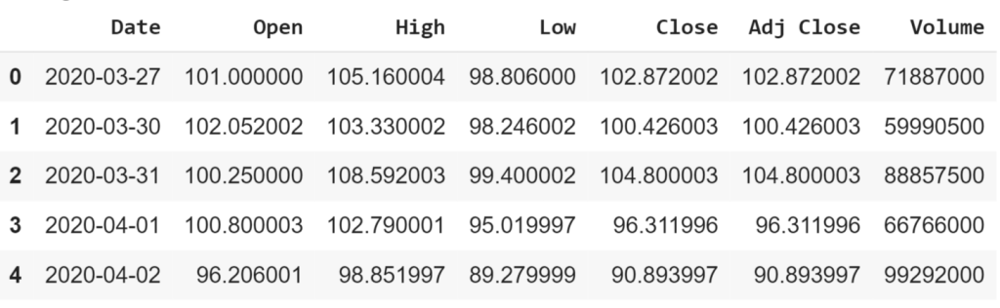 Date Open High Low Close Adj Close Volume
0 2020-03-27 101.000000 105.160004 98.806000 102.872002 102.872002 71887000
1 2020-03-30 102.052002 103.330002 98.246002 100.426003 100.426003 59990500
2 2020-03-31 100.250000 108.592003 99.400002 104.800003 104.800003 88857500
3 2020-04-01 100.800003 102.790001 95.019997 96.311996 96.311996 66766000
4 2020-04-02 96.206001 98.851997 89.279999 90.893997 90.893997 99292000